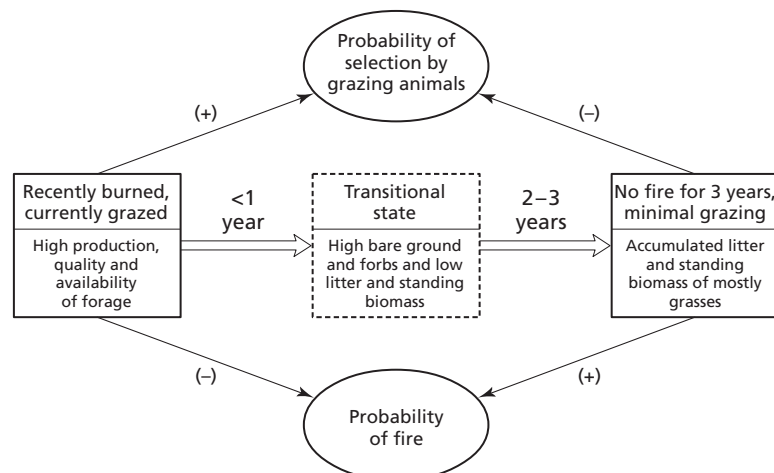 Probability of
selection by
grazing animals
(+)
(–)
Recently burned,
currently grazed
High production,
quality and
availability
of forage
<1
year
Transitional
state
High bare ground
and forbs and low
litter and standing
biomass
2–3
years
No fire for 3 years,
minimal grazing
Accumulated litter
and standing
biomass of mostly
grasses
(–)
(+)
Probability
of fire